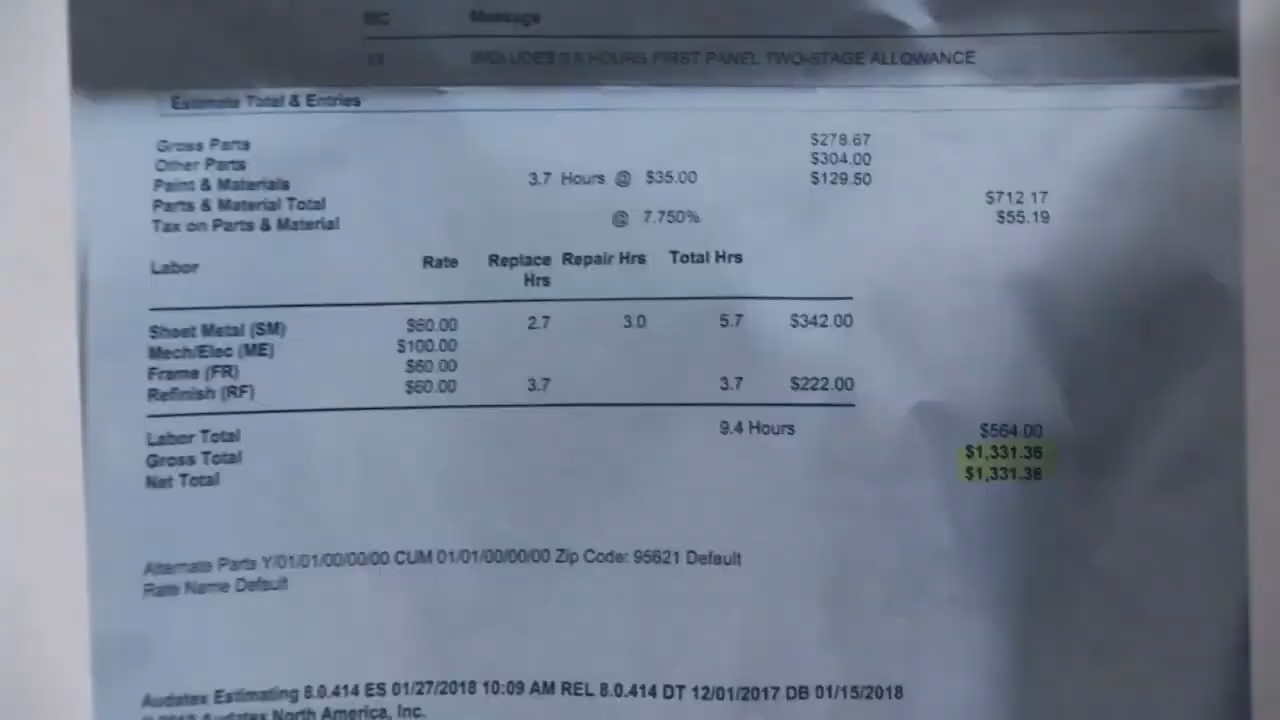 MC Message
INCLUDES 0.5 HOURS FIRST PANEL TWO-STAGE ALLOWANCE
Estimate Total & Entries
Gross Parts $278.67
Other Parts $304.00
Paint & Materials 3.7 Hours @ $35.00 $129.50
Parts & Material Total $712.17
Tax on Parts & Material @ 7.750% $55.19
Labor Rate Replace Hrs Repair Hrs Total Hrs
Sheet Metal (SM) $60.00 2.7 3.0 5.7 $342.00
Mech/Elec (ME) $100.00
Frame (FR) $60.00
Refinish (RF) $60.00 3.7 3.7 $222.00
Labor Total 9.4 Hours $564.00
Gross Total $1,331.36
Net Total $1,331.36
Alternate Parts Y/01/01/00/00/00 CUM 01/01/00/00/00 Zip Code: 95621 Default
Rate Name Default
Audatex Estimating 8.0.414 ES 01/27/2018 10:09 AM REL 8.0.414 DT 12/01/2017 DB 01/15/2018
Audatex North America, Inc.